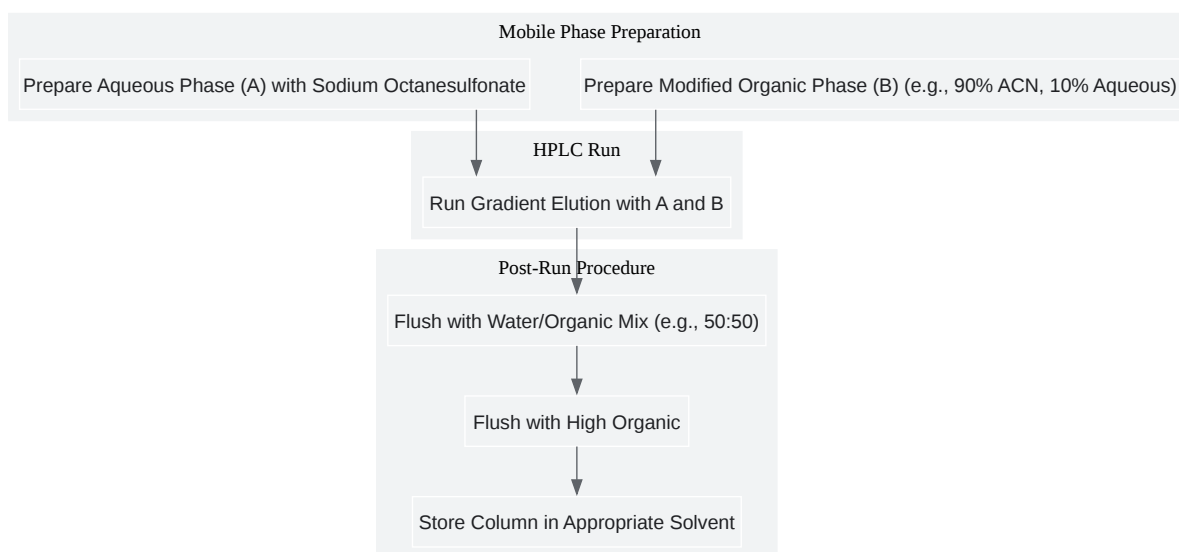 Mobile Phase Preparation
Prepare Aqueous Phase (A) with Sodium Octanesulfonate
Prepare Modified Organic Phase (B) (e.g., 90% ACN, 10% Aqueous)
HPLC Run
Run Gradient Elution with A and B
Post-Run Procedure
Flush with Water/Organic Mix (e.g., 50:50)
Flush with High Organic
Store Column in Appropriate Solvent